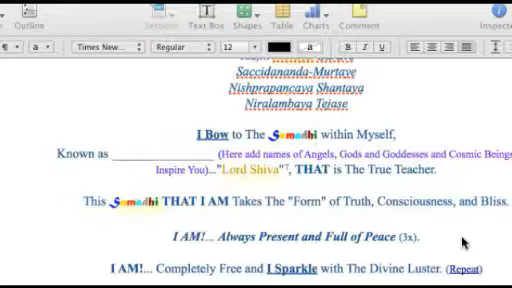 Outline Sections Text Box Shapes Table Charts Comment Inspecto
¶ a Times New... Regular 12 a B I U
Saccidananda-Murtaye
Nishprapancaya Shantaya
Niralambaya Tejase
I Bow to The Samadhi within Myself,
Known as ____________________ (Here add names of Angels, Gods and Goddesses and Cosmic Beings
Inspire You)..."Lord Shiva"7, THAT is The True Teacher.
This Samadhi THAT I AM Takes The "Form" of Truth, Consciousness, and Bliss.
I AM!... Always Present and Full of Peace (3x).
I AM!... Completely Free and I Sparkle with The Divine Luster. (Repeat)